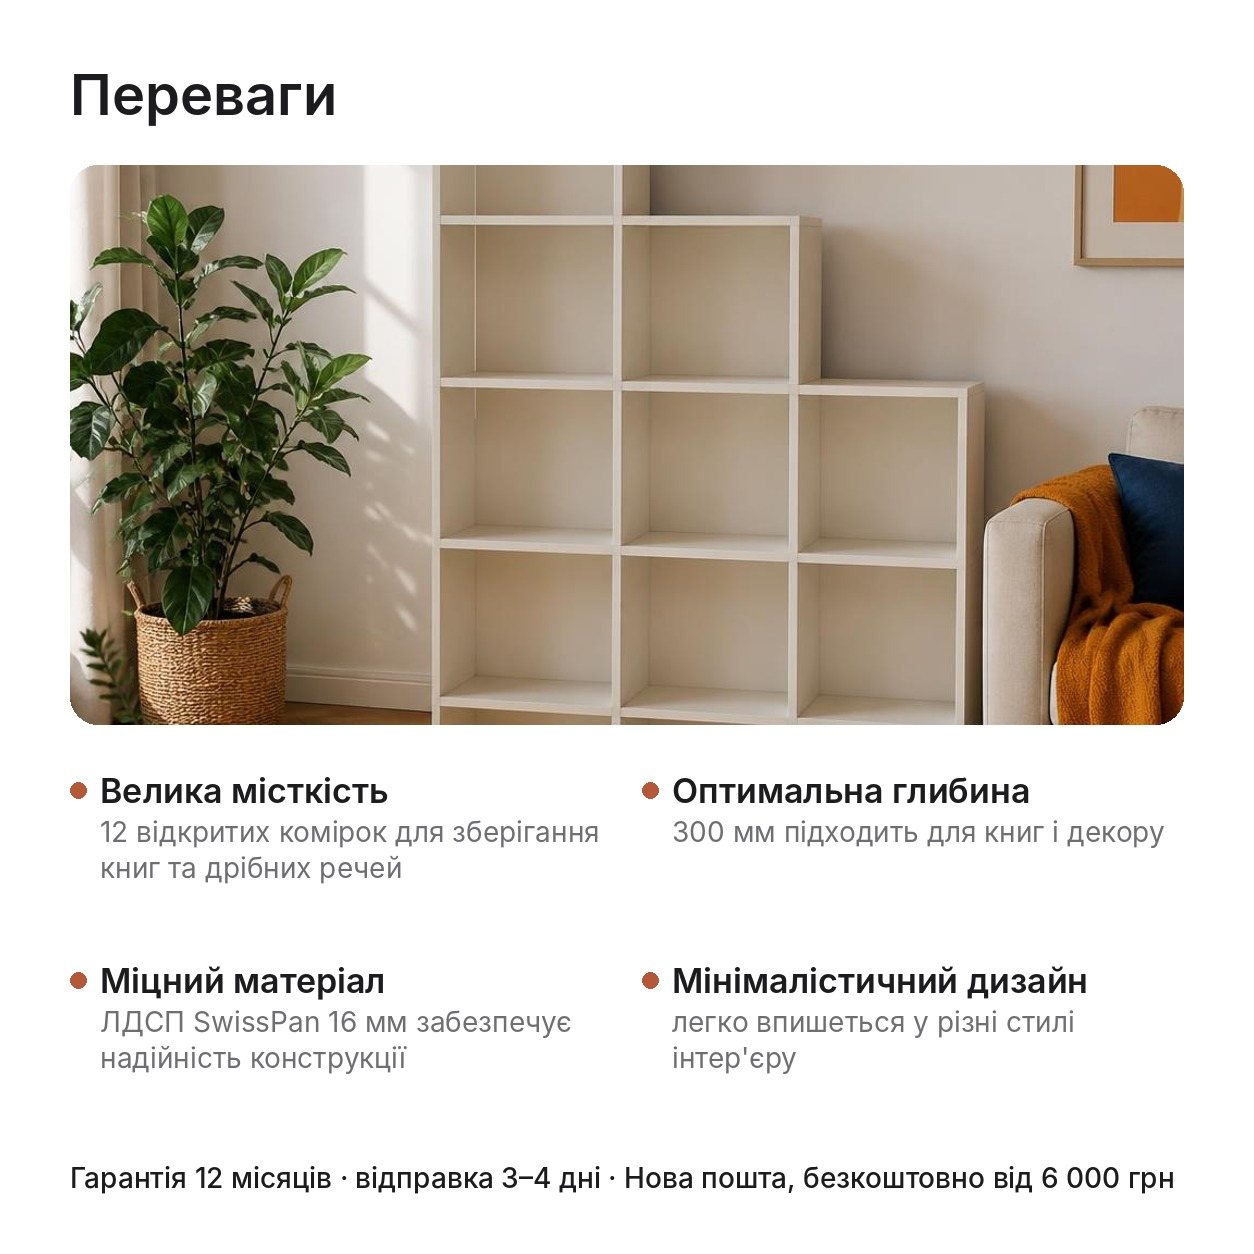 Переваги
Велика місткість
12 відкритих комірок для зберігання
книг та дрібних речей
Оптимальна глибина
300 мм підходить для книг і декору
Міцний матеріал
ЛДСП SwissPan 16 мм забезпечує
надійність конструкції
Мінімалістичний дизайн
легко впишеться у різні стилі
інтер'єру
Гарантія 12 місяців · відправка 3–4 дні · Нова пошта, безкоштовно від 6 000 грн